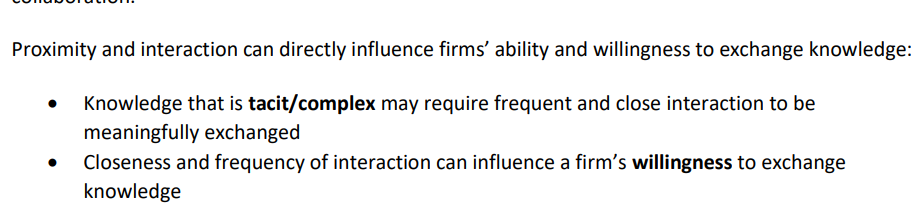 Proximity and interaction can directly influence firms’ ability and willingness to exchange knowledge:
• Knowledge that is tacit/complex may require frequent and close interaction to be
meaningfully exchanged
• Closeness and frequency of interaction can influence a firm’s willingness to exchange
knowledge